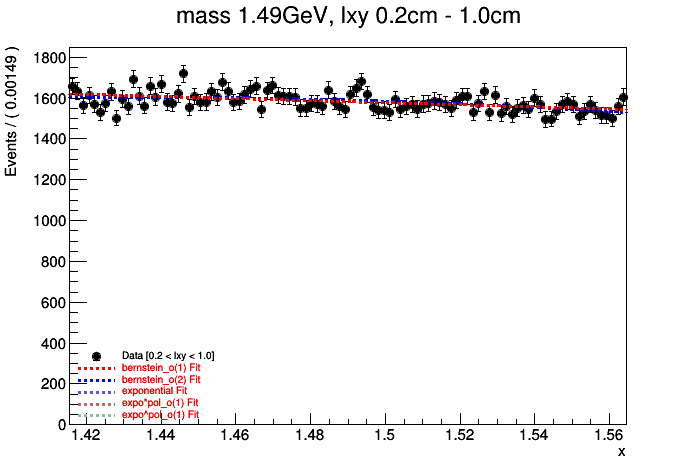 mass 1.49GeV, lxy 0.2cm - 1.0cm
Events / ( 0.00149 )
1800
1600
1400
1200
1000
800
600
400
200
0
Data [0.2 < lxy < 1.0]
bernstein_o(1) Fit
bernstein_o(2) Fit
exponential Fit
expo*pol_o(1) Fit
expo^pol_o(1) Fit
1.42 1.44 1.46 1.48 1.5 1.52 1.54 1.56
x